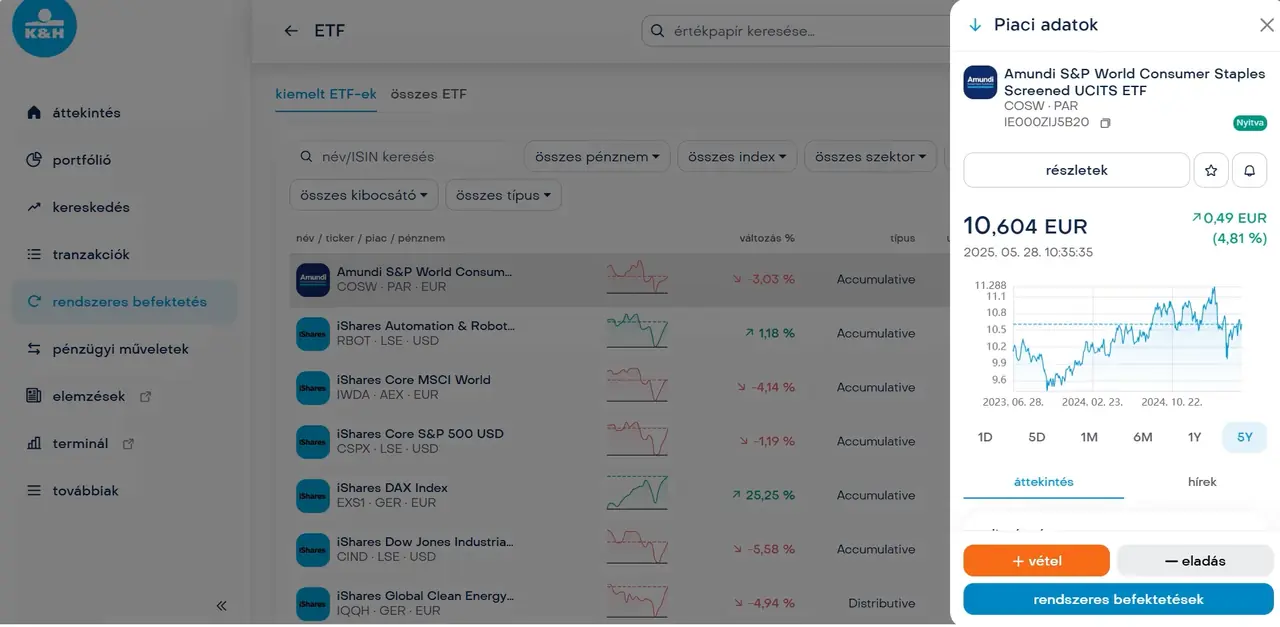 K&H
áttekintés
portfólió
kereskedés
tranzakciók
rendszeres befektetés
pénzügyi műveletek
elemzések
terminál
továbbiak
ETF
értékpapír keresése...
kiemelt ETF-ek
összes ETF
név/ISIN keresés
összes pénznem
összes index
összes szektor
összes kibocsátó
összes típus
név / ticker / piac / pénznem
változás %
típus
Amundi
Amundi S&P World Consum...
COSW · PAR · EUR
-3,03 %
Accumulative
iShares
iShares Automation & Robot...
RBOT · LSE · USD
1,18 %
Accumulative
iShares
iShares Core MSCI World
IWDA · AEX · EUR
-4,14 %
Accumulative
iShares
iShares Core S&P 500 USD
CSPX · LSE · USD
-1,19 %
Accumulative
iShares
iShares DAX Index
EXS1 · GER · EUR
25,25 %
Accumulative
iShares
iShares Dow Jones Industria...
CIND · LSE · USD
-5,58 %
Accumulative
iShares
iShares Global Clean Energy...
IQQH · GER · EUR
-4,94 %
Distributive
Piaci adatok
Amundi
Amundi S&P World Consumer Staples
Screened UCITS ETF
COSW · PAR
IE000ZIJ5B20
Nyitva
részletek
10,604 EUR
0,49 EUR
(4,81 %)
2025. 05. 28. 10:35:35
11.288
11.1
10.8
10.5
10.2
9.9
9.6
2023. 06. 28.
2024. 02. 23.
2024. 10. 22.
1D
5D
1M
6M
1Y
5Y
áttekintés
hírek
+ vétel
— eladás
rendszeres befektetések